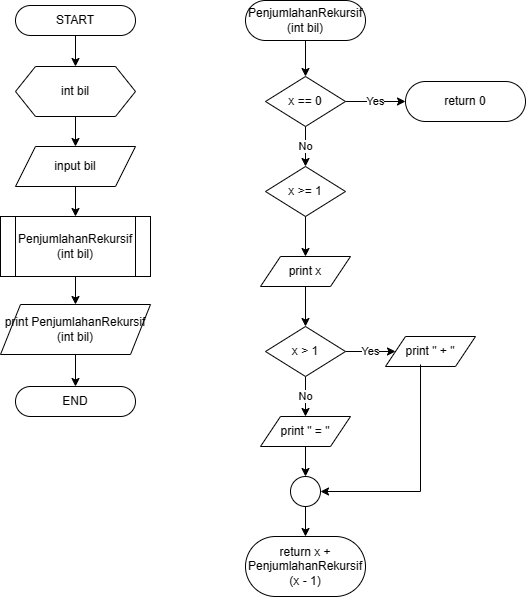 START
int bil
input bil
PenjumlahanRekursif
(int bil)
print PenjumlahanRekursif
(int bil)
END
PenjumlahanRekursif
(int bil)
x == 0
Yes
return 0
No
x >= 1
print x
x > 1
Yes
print " + "
No
print " = "
return x +
PenjumlahanRekursif
(x - 1)